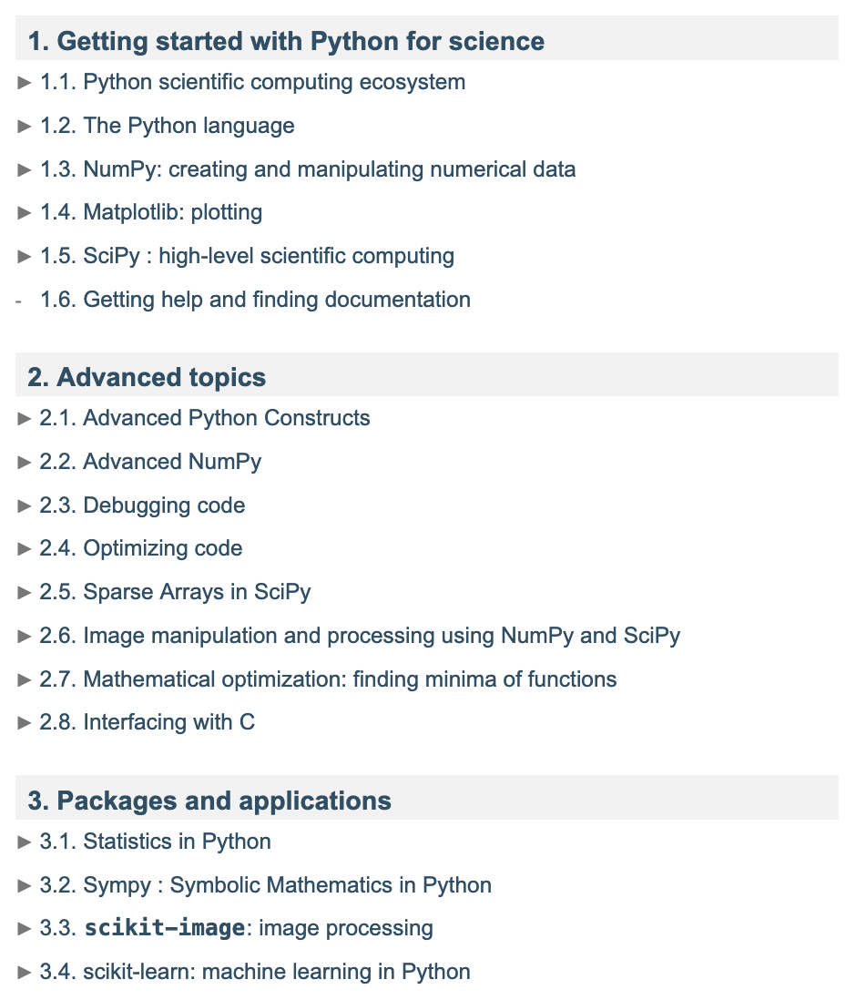 1. Getting started with Python for science
► 1.1. Python scientific computing ecosystem
► 1.2. The Python language
► 1.3. NumPy: creating and manipulating numerical data
► 1.4. Matplotlib: plotting
► 1.5. SciPy : high-level scientific computing
- 1.6. Getting help and finding documentation
2. Advanced topics
► 2.1. Advanced Python Constructs
► 2.2. Advanced NumPy
► 2.3. Debugging code
► 2.4. Optimizing code
► 2.5. Sparse Arrays in SciPy
► 2.6. Image manipulation and processing using NumPy and SciPy
► 2.7. Mathematical optimization: finding minima of functions
► 2.8. Interfacing with C
3. Packages and applications
► 3.1. Statistics in Python
► 3.2. Sympy : Symbolic Mathematics in Python
► 3.3. scikit-image: image processing
► 3.4. scikit-learn: machine learning in Python